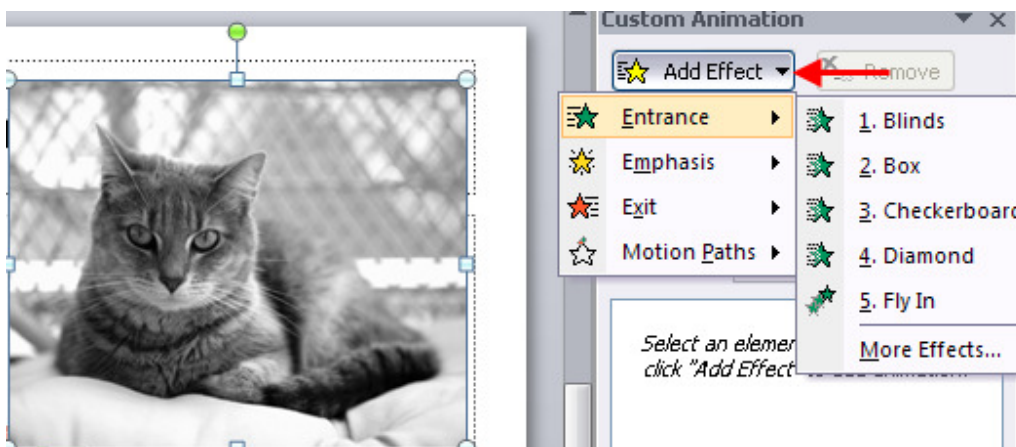 Custom Animation
Add Effect
Remove
Entrance
Emphasis
Exit
Motion Paths
1. Blinds
2. Box
3. Checkerboard
4. Diamond
5. Fly In
More Effects...
Select an
click "Add Effect"